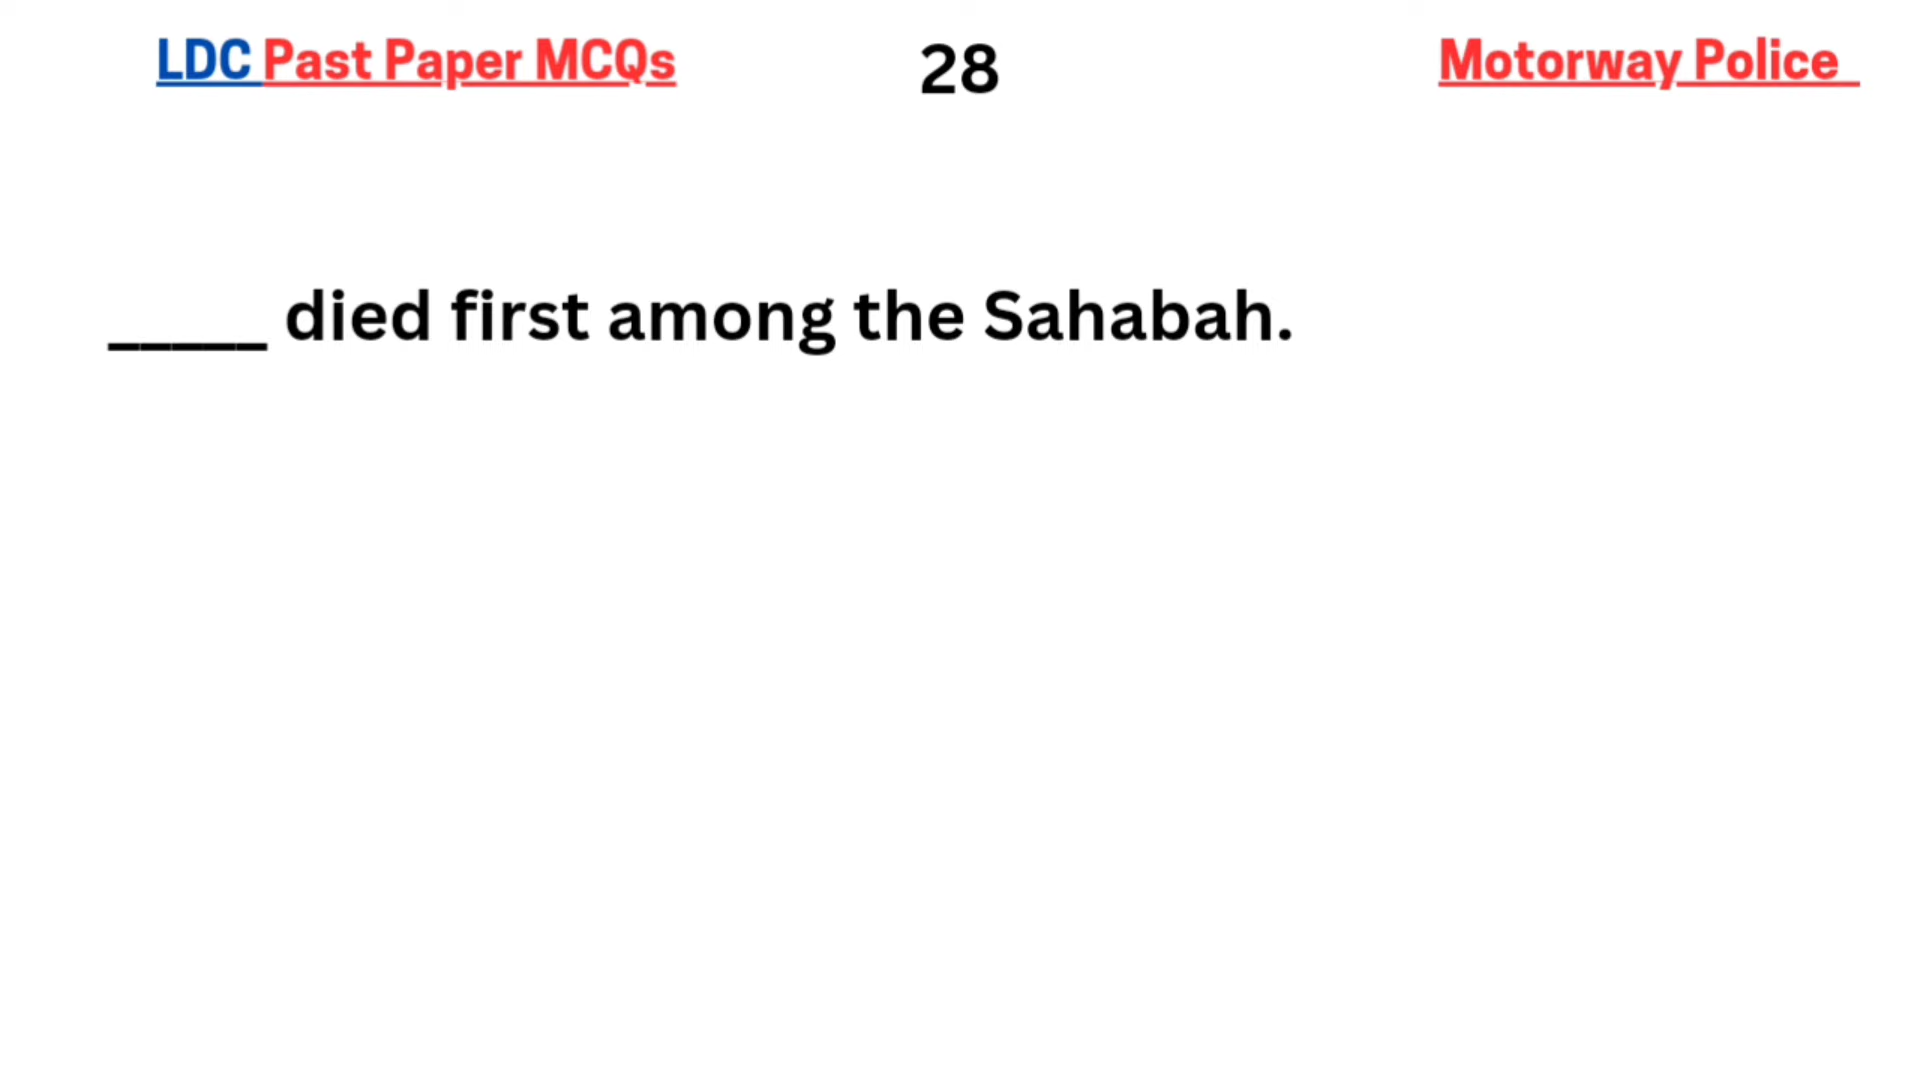 LDC Past Paper MCQs 28 Motorway Police
_____ died first among the Sahabah.